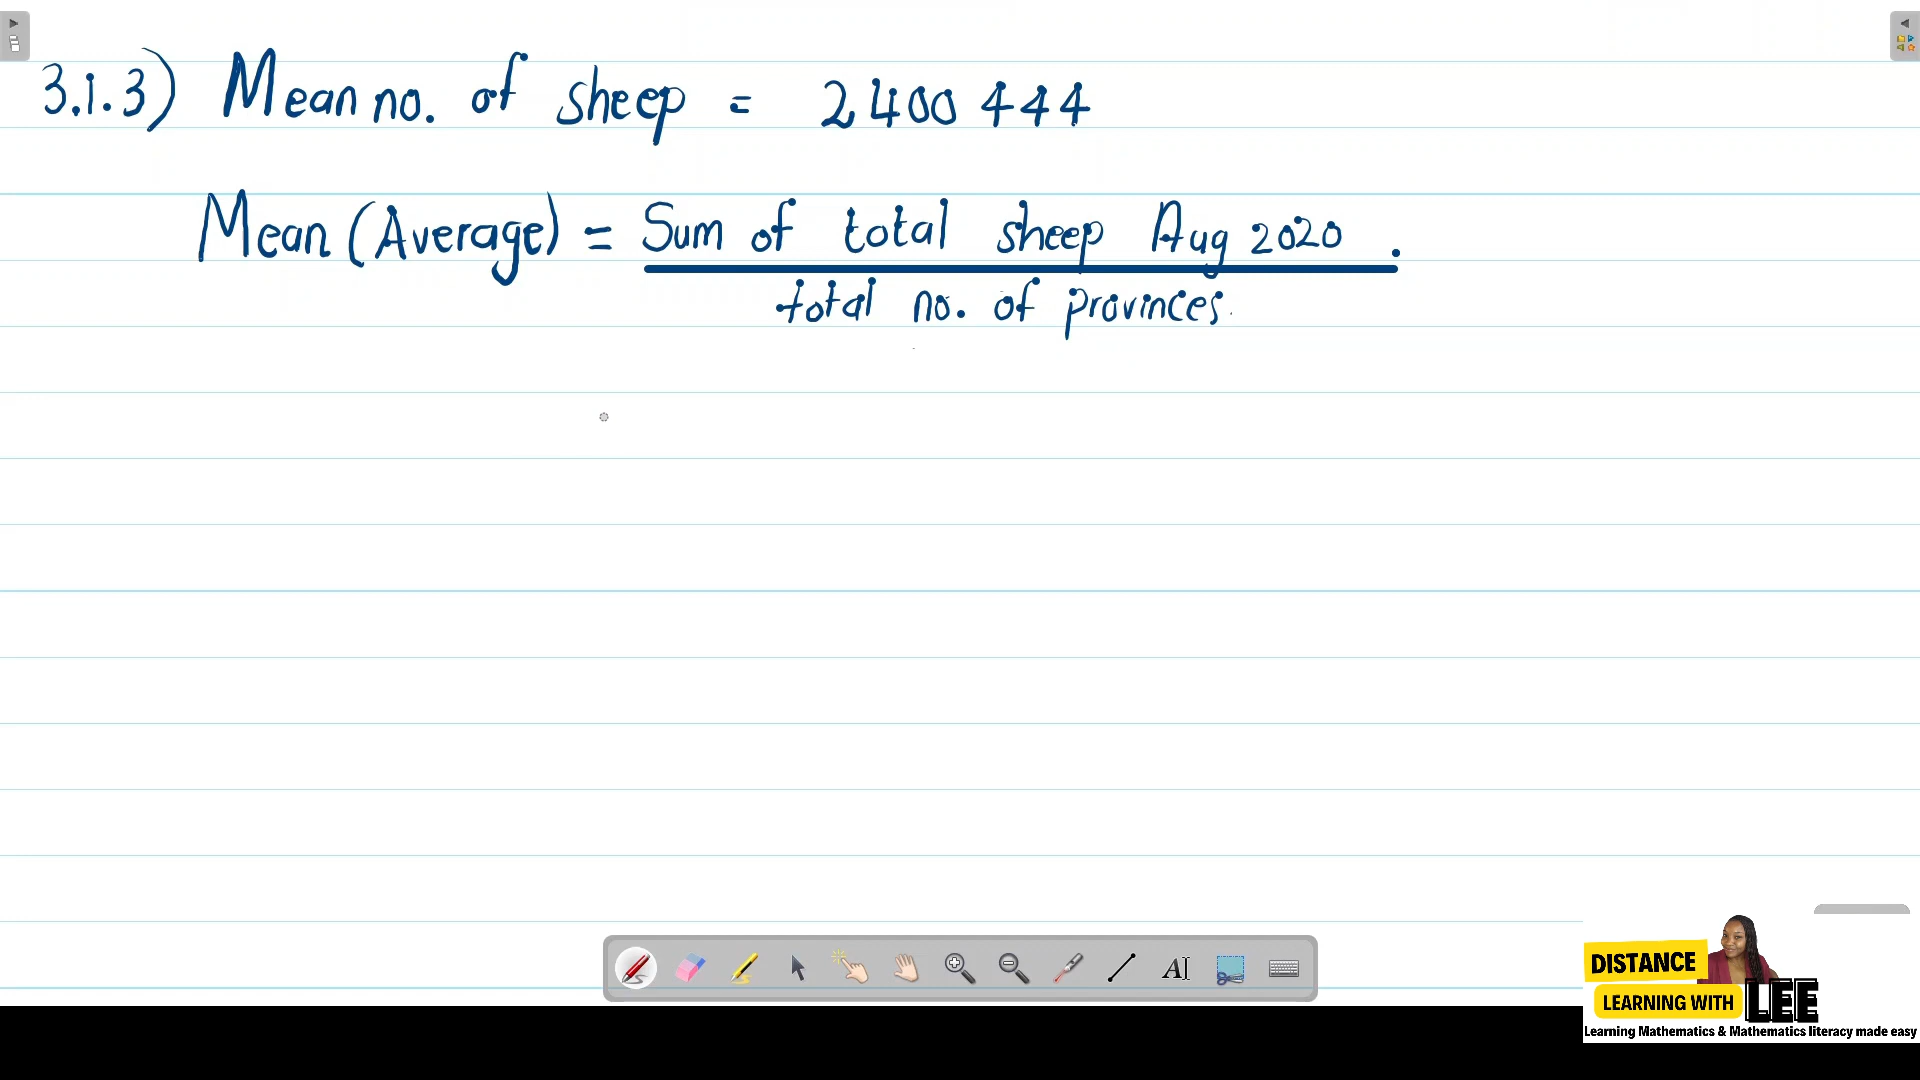 3.1.3) Mean no. of sheep = 2 400 444
Mean (Average) = Sum of total sheep Aug 2020 .
total no. of provinces.
AI
DISTANCE
LEARNING WITH LEE
Learning Mathematics & Mathematics literacy made easy